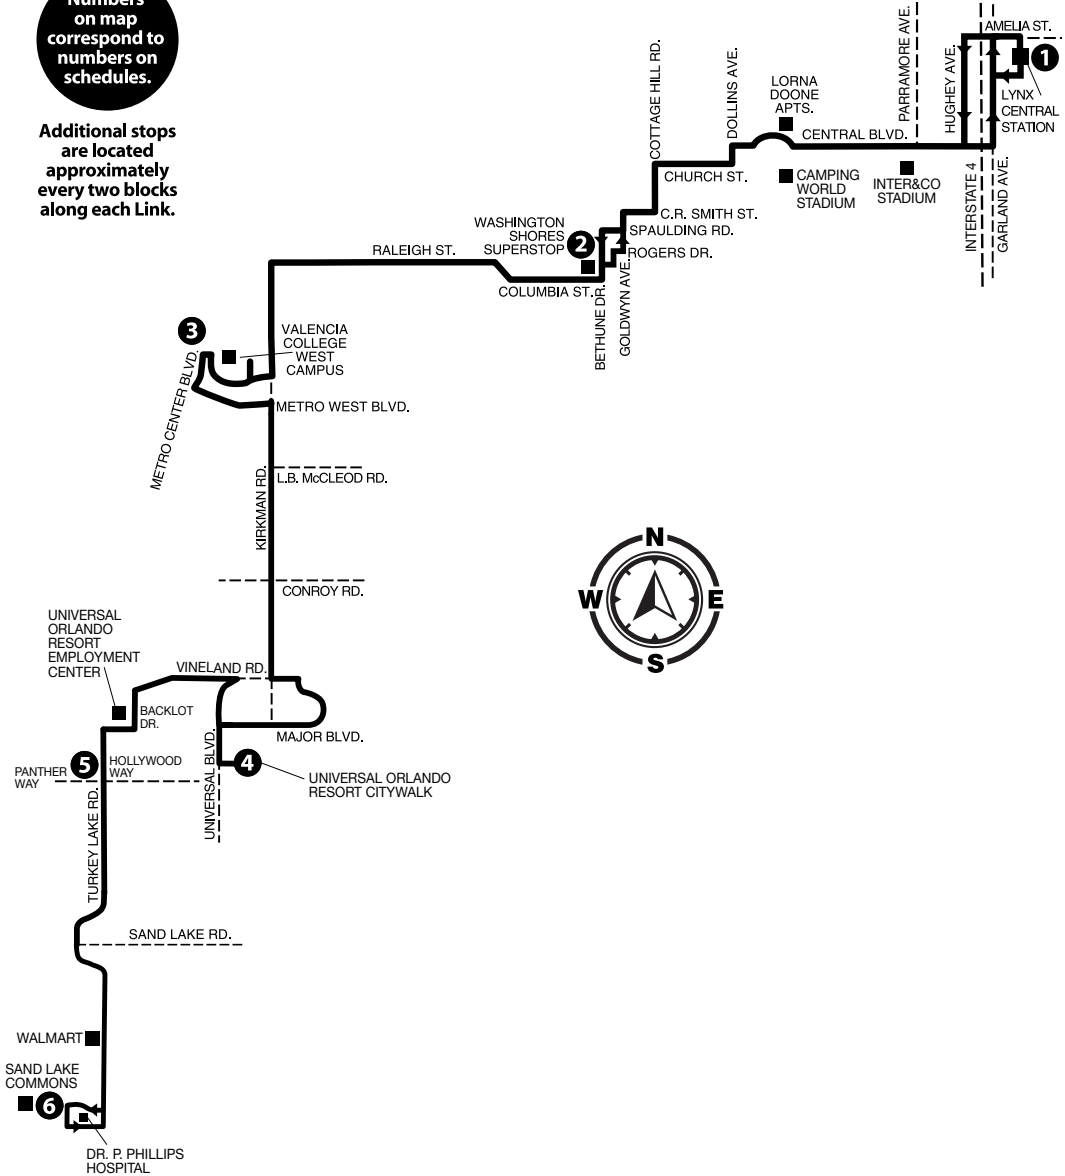 Numbers
on map
correspond to
numbers on
schedules.
Additional stops
are located
approximately
every two blocks
along each Link.
AMELIA ST.
1
LYNX
CENTRAL
STATION
HUGHEY AVE.
PARRAMORE AVE.
INTERSTATE 4
GARLAND AVE.
CENTRAL BLVD.
LORNA
DOONE
APTS.
CAMPING
WORLD
STADIUM
INTER&CO
STADIUM
DOLLINS AVE.
COTTAGE HILL RD.
CHURCH ST.
C.R. SMITH ST.
SPAULDING RD.
ROGERS DR.
WASHINGTON
SHORES
SUPERSTOP
2
BETHUNE DR.
GOLDWYN AVE.
COLUMBIA ST.
RALEIGH ST.
3
VALENCIA
COLLEGE
WEST
CAMPUS
METRO CENTER BLVD.
METRO WEST BLVD.
L.B. McCLEOD RD.
KIRKMAN RD.
CONROY RD.
N
W
E
S
UNIVERSAL
ORLANDO
RESORT
EMPLOYMENT
CENTER
VINELAND RD.
BACKLOT
DR.
MAJOR BLVD.
UNIVERSAL BLVD.
4
UNIVERSAL ORLANDO
RESORT CITYWALK
5
HOLLYWOOD
WAY
PANTHER
WAY
TURKEY LAKE RD.
SAND LAKE RD.
WALMART
SAND LAKE
COMMONS
6
DR. P. PHILLIPS
HOSPITAL